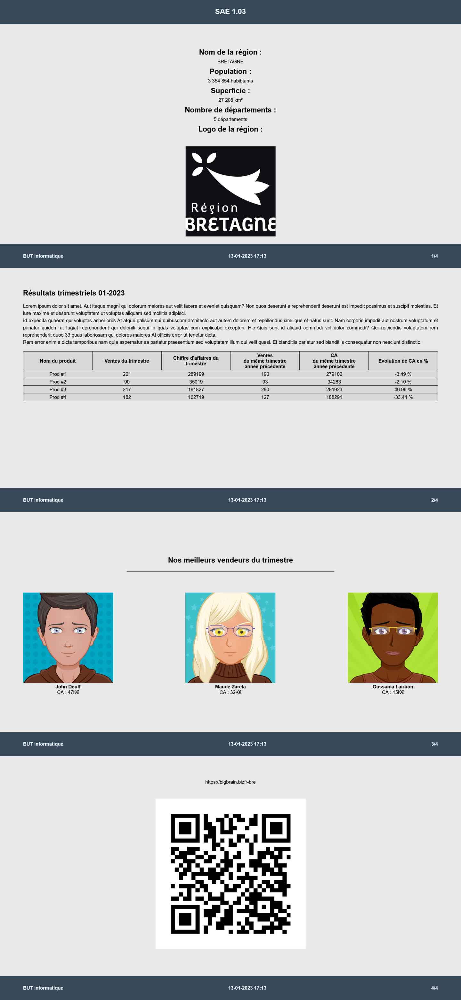 SAE 1.03
Nom de la région :
BRETAGNE
Population :
3 354 854 habibtants
Superficie :
27 208 km²
Nombre de départements :
5 départements
Logo de la région :
Région
BRETAGNE
BUT informatique 13-01-2023 17:13 1/4
Résultats trimestriels 01-2023
Lorem ipsum dolor sit amet. Aut itaque magni qui dolorum maiores aut velit facere et eveniet quisquam? Non quos deserunt a reprehenderit deserunt est impedit possimus et suscipit molestias. Et
iure maxime et deserunt voluptatem ut voluptas aliquam sed mollitia adipisci.
Id expedita quaerat qui voluptas asperiores At atque galisum qui quibusdam architecto aut autem dolorem et repellendus similique et natus sunt. Nam corporis impedit aut nostrum voluptatum et
pariatur quidem ut fugiat reprehenderit qui deleniti sequi in quas voluptas cum explicabo excepturi. Hic Quis sunt id aliquid commodi vel dolor commodi? Qui reiciendis voluptatem rem
reprehenderit quod 33 quas laboriosam qui dolores maiores At officiis error ut tenetur dicta.
Rem error enim a dicta temporibus nam quia aspernatur ea pariatur praesentium sed voluptatem illum qui velit quasi. Et blanditiis pariatur sed blanditiis consequatur non nesciunt distinctio.
Nom du produit
Ventes du trimestre
Chiffre d'affaires du
trimestre
Ventes
du même trimestre
année précédente
CA
du même trimestre
année précédente
Evolution de CA en %
Prod #1 201 289199 190 279102 -3.49 %
Prod #2 90 35019 93 34283 -2.10 %
Prod #3 217 191827 290 281923 46.96 %
Prod #4 182 162719 127 108291 -33.44 %
BUT informatique 13-01-2023 17:13 2/4
Nos meilleurs vendeurs du trimestre
John Deuff
CA : 47K€
Maude Zarela
CA : 32K€
Oussama Lairbon
CA : 15K€
BUT informatique 13-01-2023 17:13 3/4
https://bigbrain.bizfr-bre
BUT informatique 13-01-2023 17:13 4/4